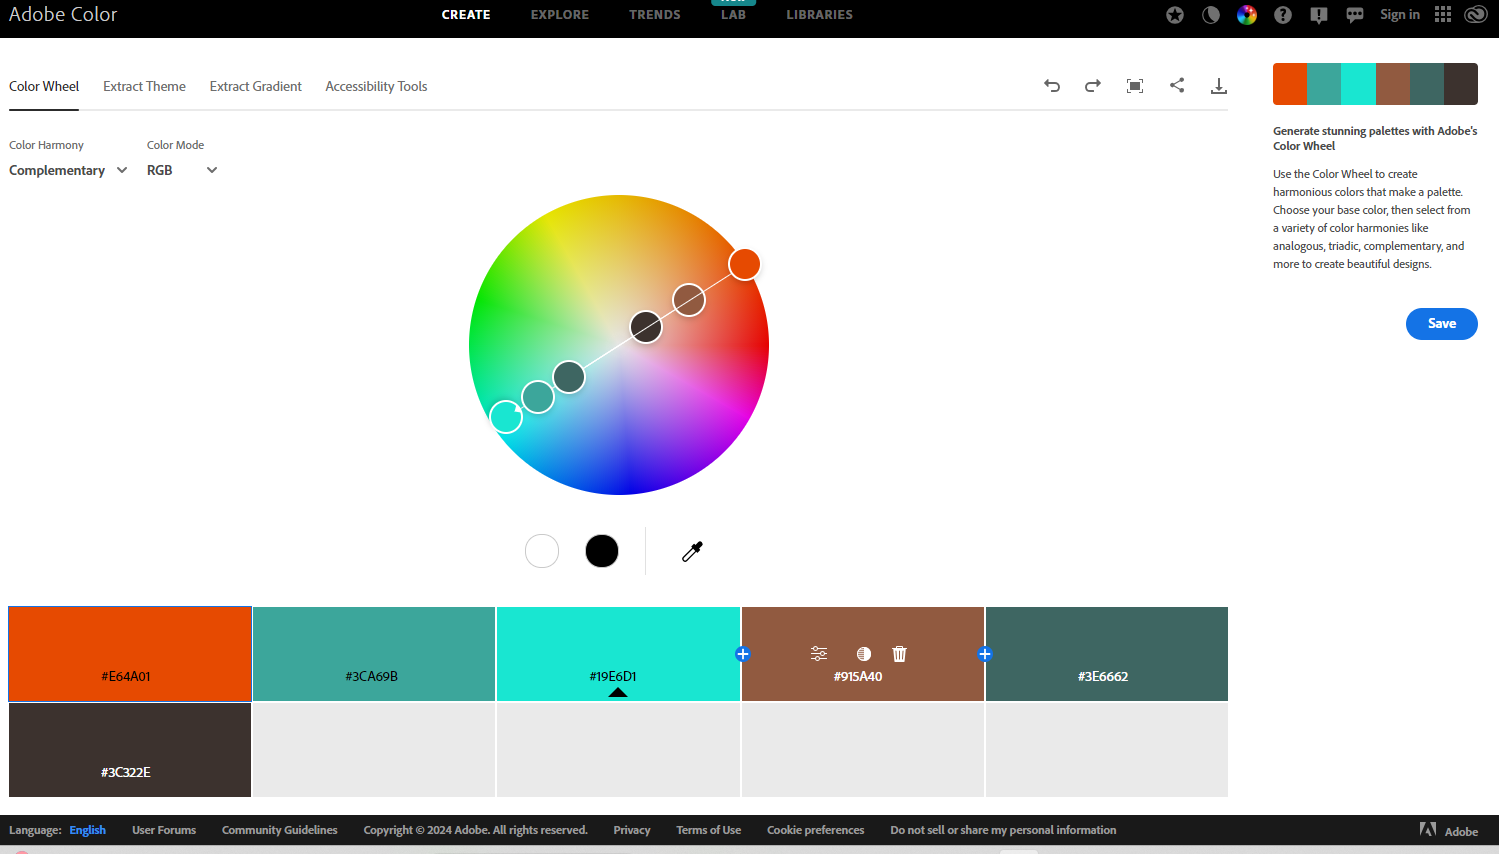 Adobe Color
CREATE EXPLORE TRENDS LAB LIBRARIES
Sign in
Color Wheel Extract Theme Extract Gradient Accessibility Tools
Color Harmony Color Mode
Complementary RGB
Generate stunning palettes with Adobe's
Color Wheel
Use the Color Wheel to create
harmonious colors that make a palette.
Choose your base color, then select from
a variety of color harmonies like
analogous, triadic, complementary, and
more to create beautiful designs.
Save
#E64A01 #3CA69B #19E6D1 #915A40 #3E6662
#3C322E
Language: English User Forums Community Guidelines Copyright © 2024 Adobe. All rights reserved. Privacy Terms of Use Cookie preferences Do not sell or share my personal information Adobe